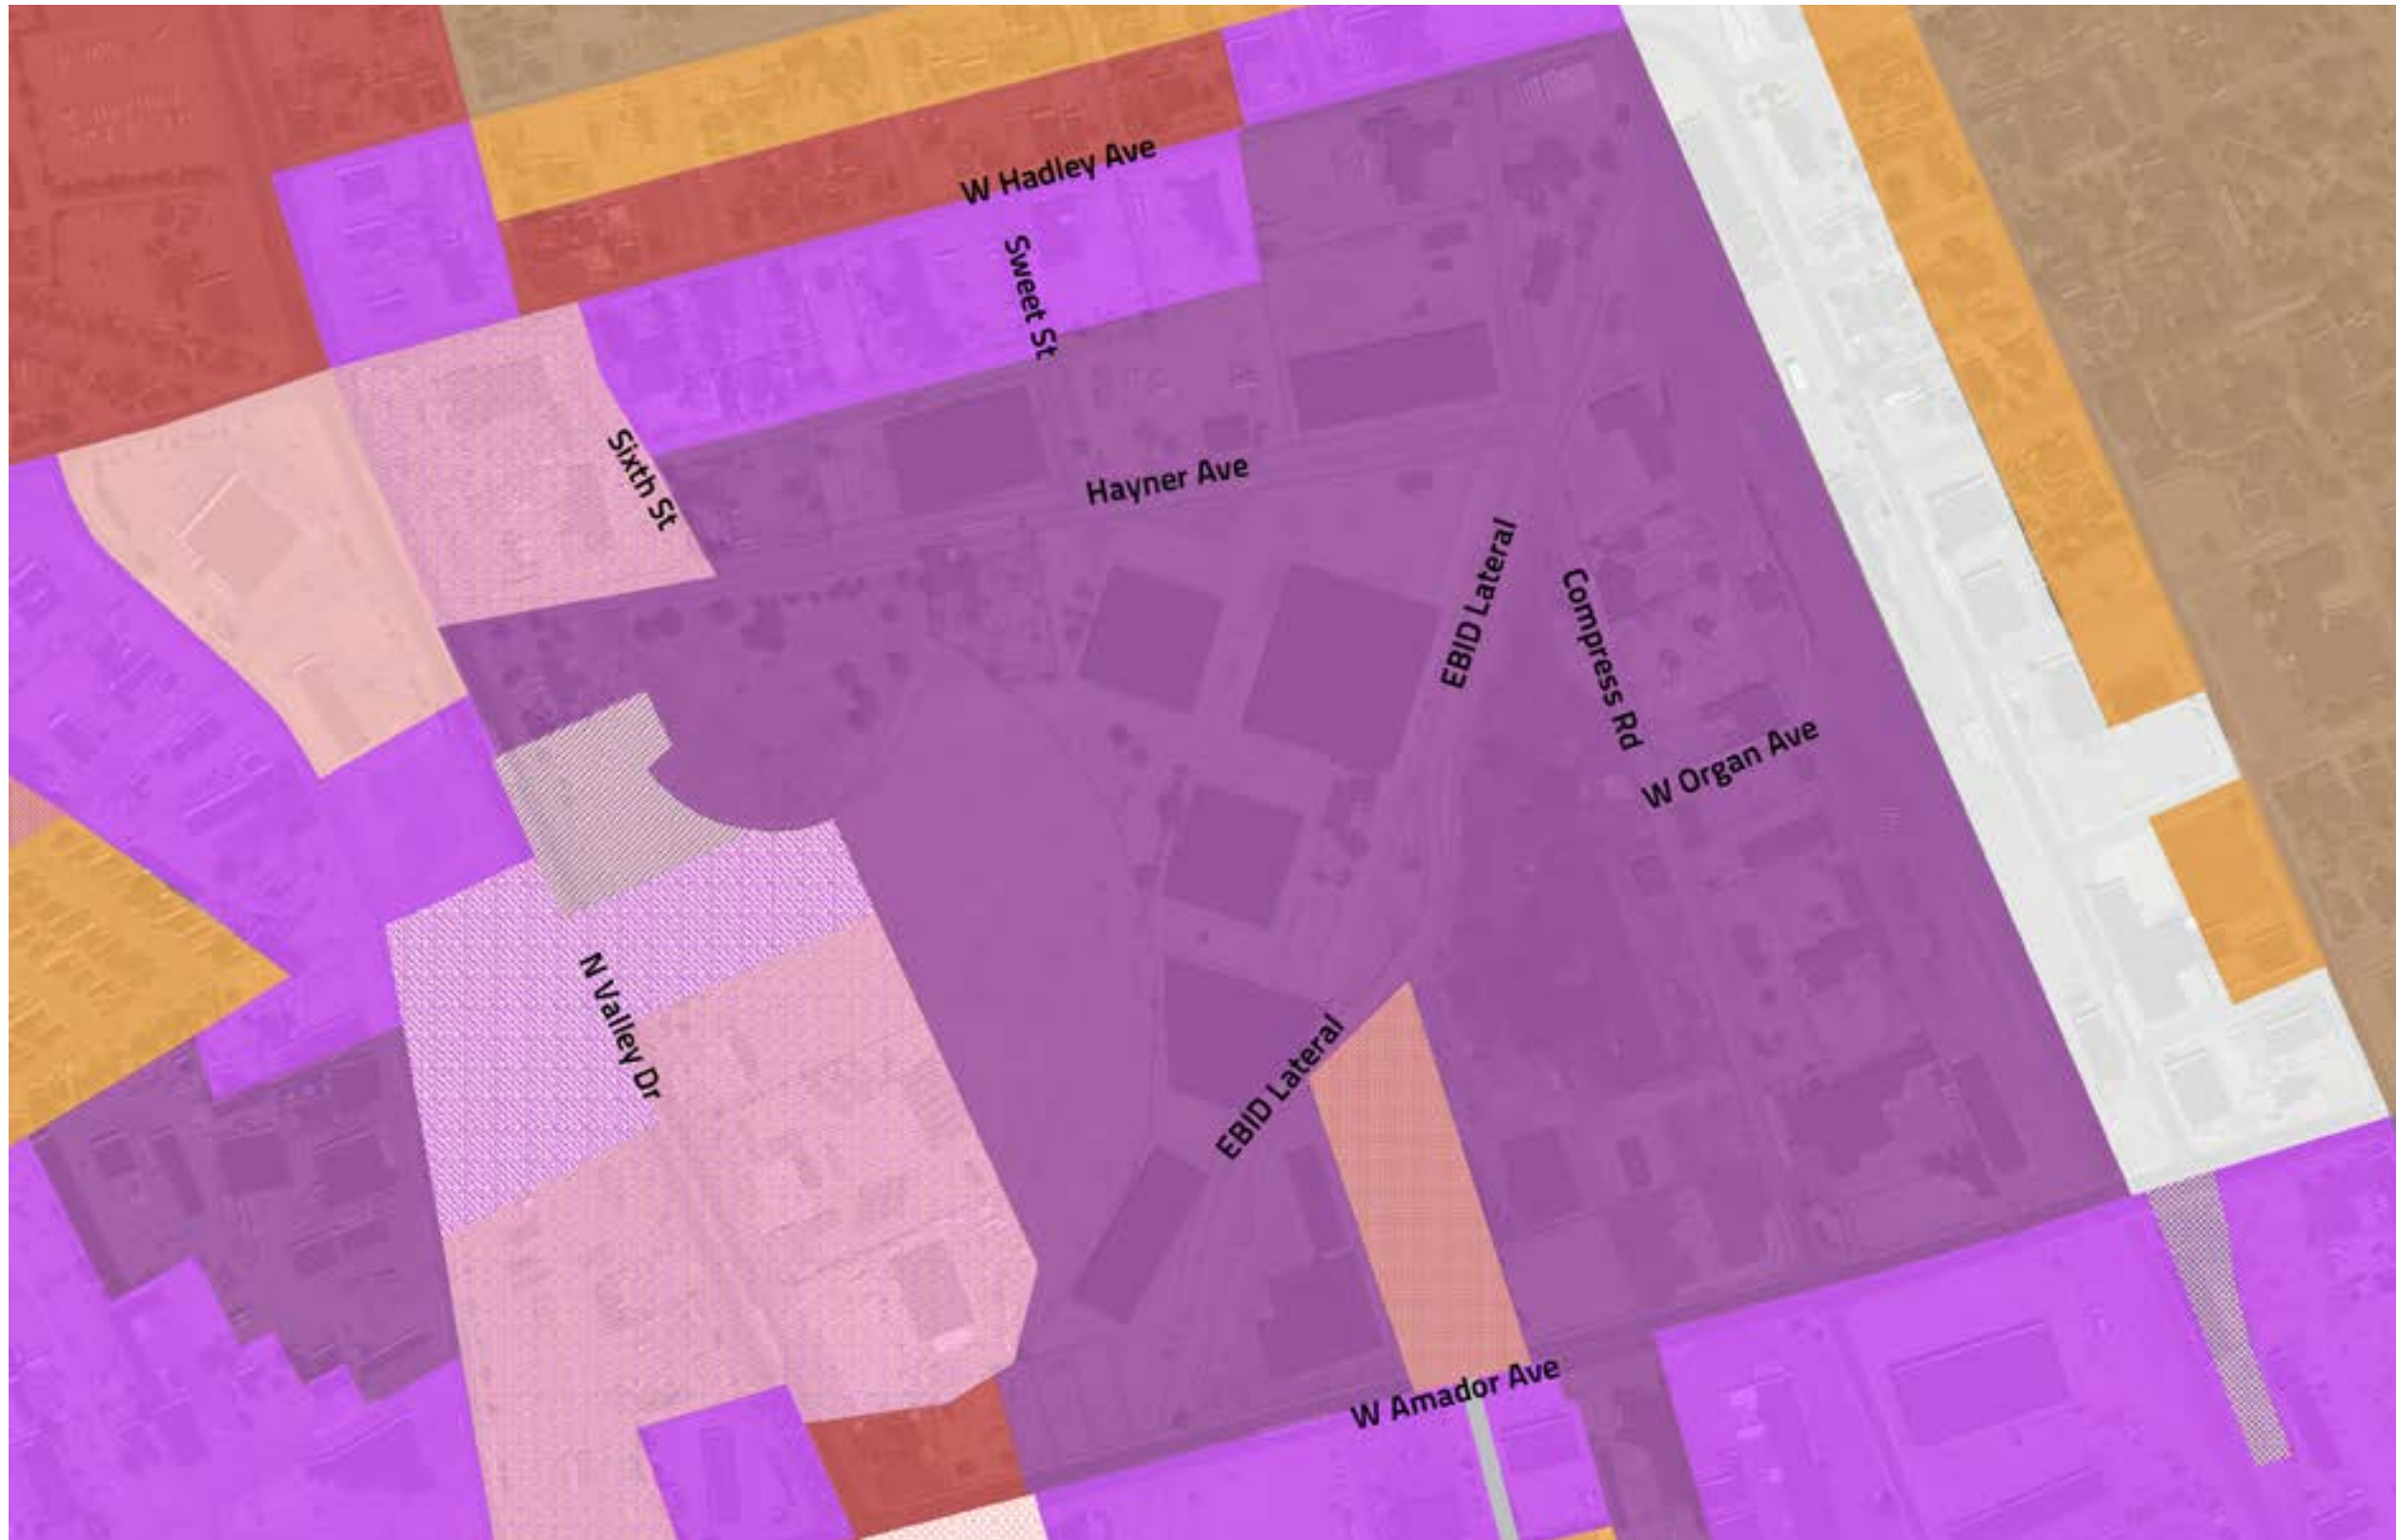 W Hadley Ave
Sweet St
Sixth St
Hayner Ave
EBID Lateral
Compress Rd
W Organ Ave
N Valley Dr
EBID Lateral
W Amador Ave